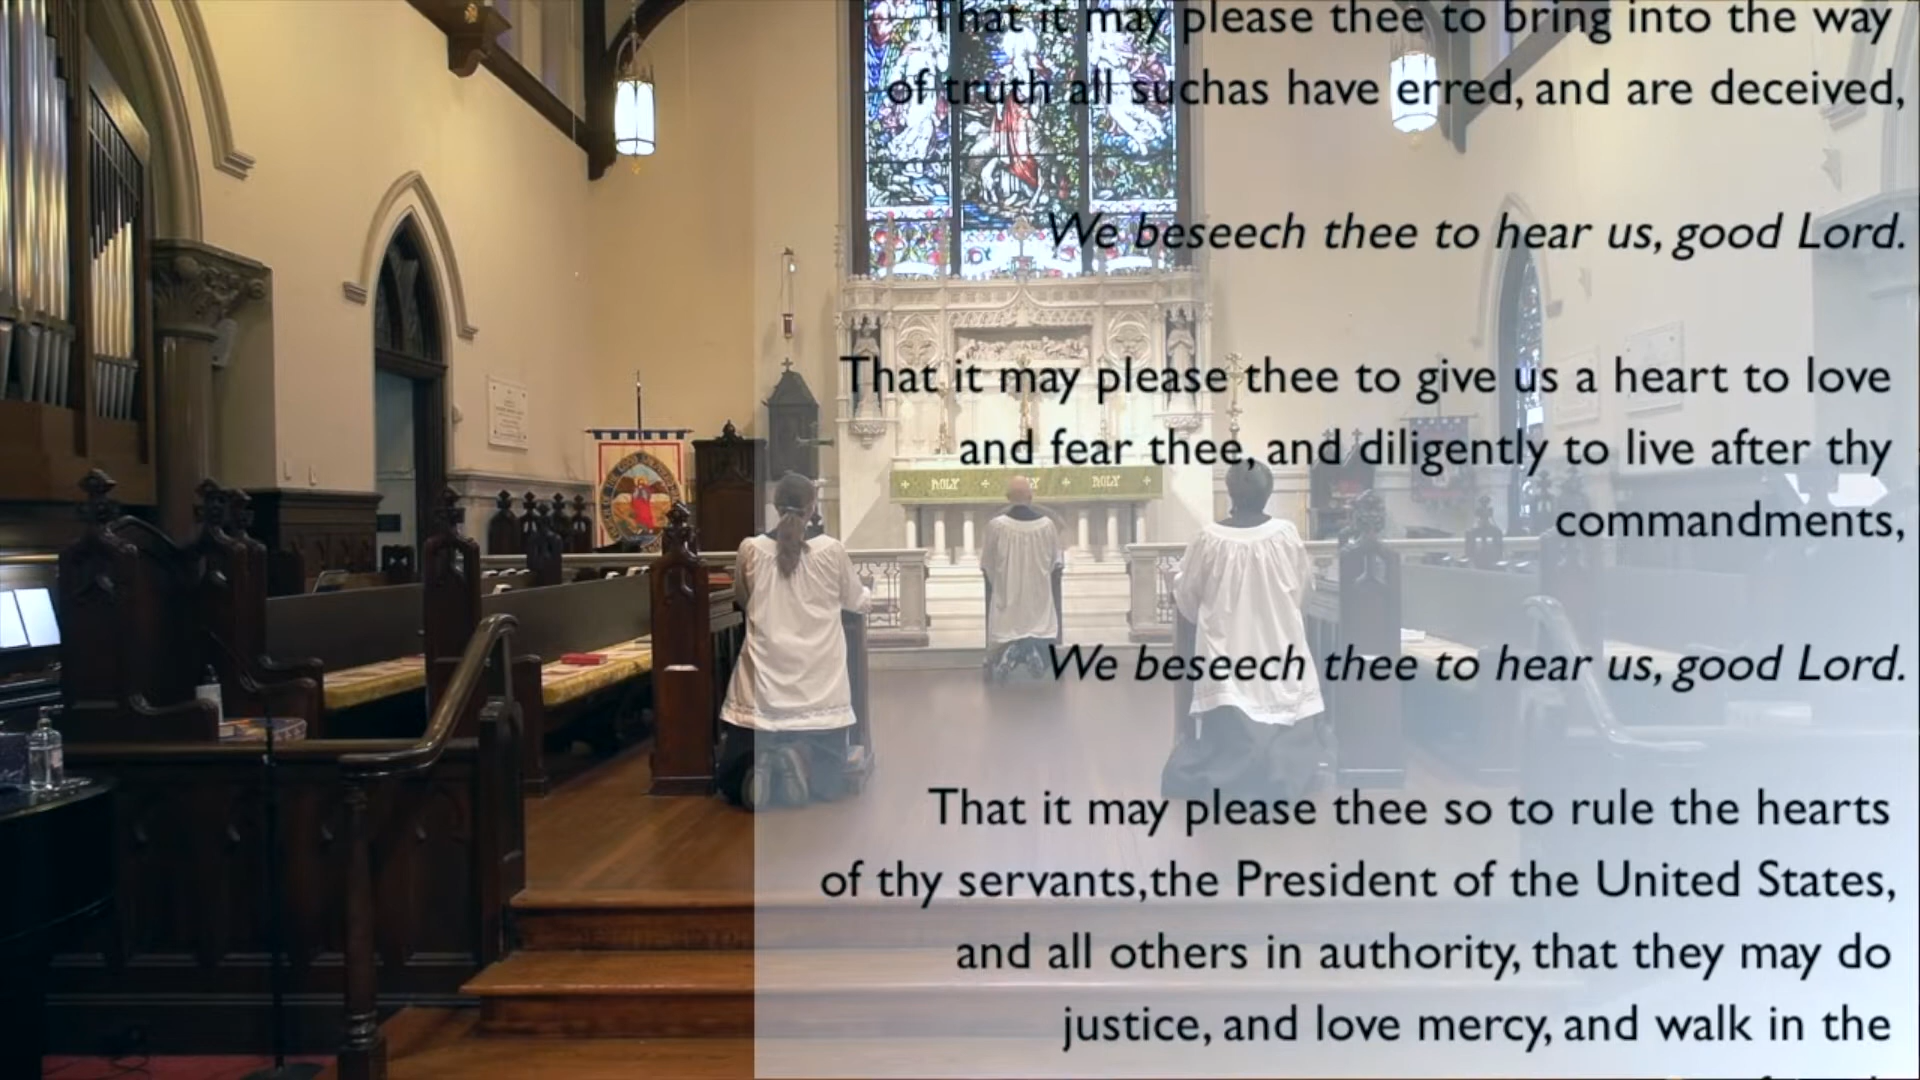 That it may please thee to bring into the way
of truth all suchas have erred, and are deceived,
We beseech thee to hear us, good Lord.
That it may please thee to give us a heart to love
and fear thee, and diligently to live after thy
commandments,
We beseech thee to hear us, good Lord.
That it may please thee so to rule the hearts
of thy servants,the President of the United States,
and all others in authority, that they may do
justice, and love mercy, and walk in the
HOLY HOLY HOLY